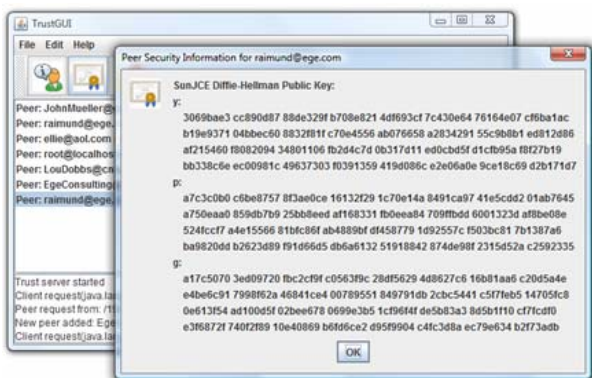 TrustGUI
File Edit Help
Peer: JohnMueller@
Peer: raimund@ege.
Peer: ellie@aol.com
Peer: root@localhos
Peer: LouDobbs@cn
Peer: EgeConsulting
Peer: raimund@ege.
Trust server started
Client request(java.la
Peer request from: /1
New peer added: Ege
Client request(java.la
Peer Security Information for raimund@ege.com
SunJCE Diffie-Hellman Public Key:
y:
3069bae3 cc890d87 88de329f b708e821 4df693cf 7c430e64 76164e07 cf6ba1ac
b19e9371 04bbec60 8832f81f c70e4556 ab076658 a2834291 55c9b8b1 ed812d86
af215460 f8082094 34801106 fb2d4c7d 0b317d11 ed0cbd5f d1cfb95a f8f27b19
bb338c6e ec00981c 49637303 f0391359 419d086c e2e06a0e 9ce18c69 d2b171d7
p:
a7c3c0b0 c6be8757 8f3ae0ce 16132f29 1c70e14a 8491ca97 41e5cdd2 01ab7645
a750eaa0 859db7b9 25bb8eed af168331 fb0eea84 709ffbdd 6001323d af8be08e
524fccf7 a4e15566 81bfc86f ab4889bf df458779 1d92557c f503bc81 7b1387a6
ba9820dd b2623d89 f91d66d5 db6a6132 51918842 874de98f 2315d52a c2592335
g:
a17c5070 3ed09720 fbc2cf9f c0563f9c 28df5629 4d8627c6 16b81aa6 c20d5a4e
e4be6c91 7998f62a 46841ce4 00789551 849791db 2cbc5441 c5f7feb5 14705fc8
0e613f54 ad100d5f 02bee678 0699e3b5 1cf96f4f de5b83a3 8d5b1f10 cf7fcdf0
e3f6872f 740f2f89 10e40869 b6fd6ce2 d95f9904 c4fc3d8a ec79e634 b2f73adb
OK